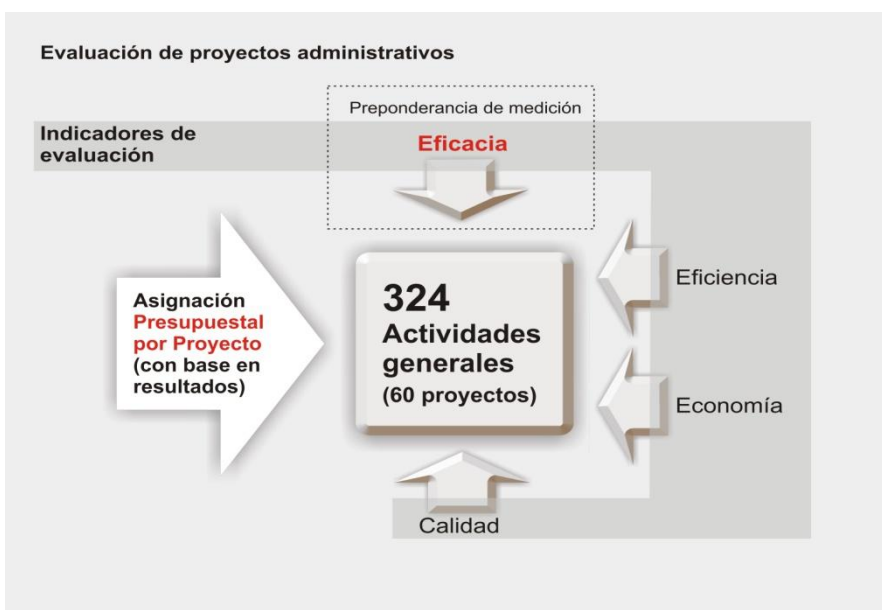 Evaluación de proyectos administrativos
Preponderancia de medición
Indicadores de
evaluación
Eficacia
Asignación
Presupuestal
por Proyecto
(con base en
resultados)
324
Actividades
generales
(60 proyectos)
Eficiencia
Economía
Calidad